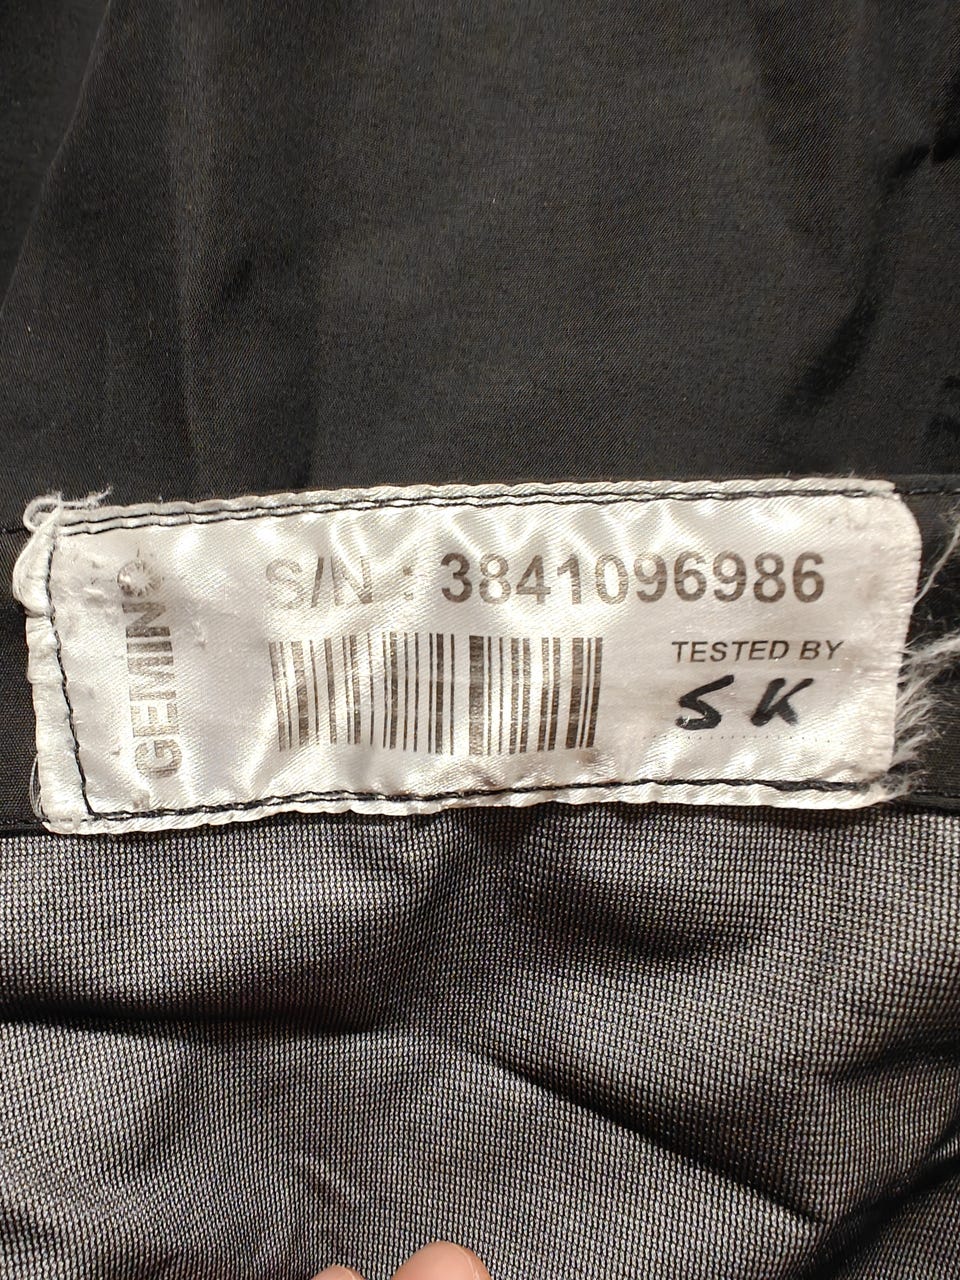 GEMINO
S/N : 3841096986
TESTED BY
SK